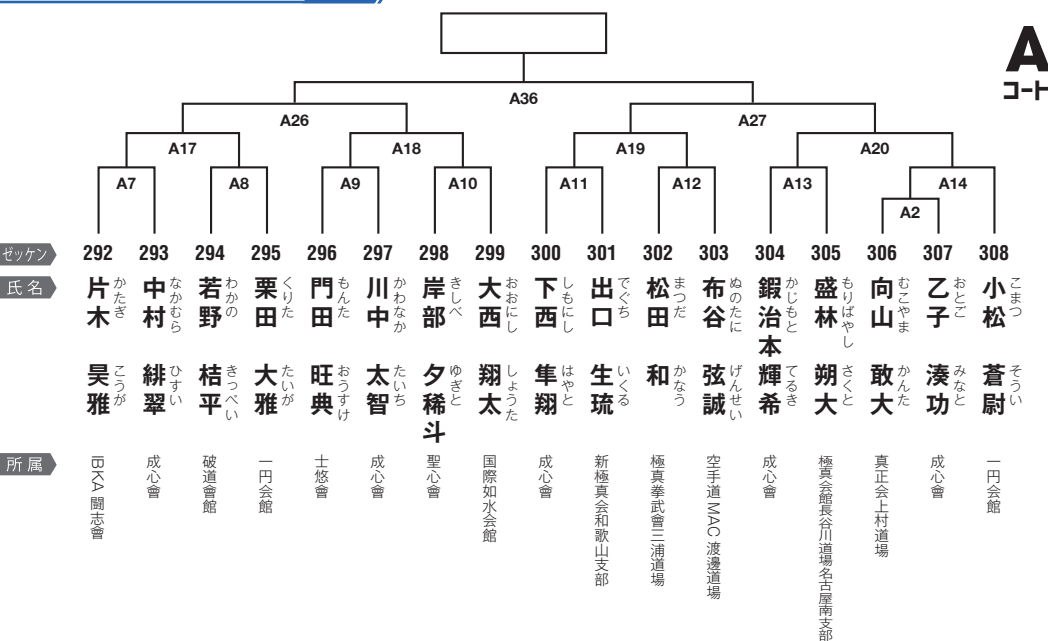 A
コート
A36
A26
A27
A17
A18
A19
A20
A7
A8
A9
A10
A11
A12
A13
A14
A2
ゼッケン
292
293
294
295
296
297
298
299
300
301
302
303
304
305
306
307
308
氏名
片木 昊雅
かたぎ こうが
中村 緋翠
なかむら ひすい
若野 桔平
わかの きっぺい
栗田 大雅
くりた たいが
門田 旺典
もんた おうすけ
川中 太智
かわなか たいち
岸部 夕稀斗
きしべ ゆぎと
大西 翔太
おおにし しょうた
下西 隼翔
しもにし はやと
出口 生琉
でぐち いくる
松田 和
まつだ かなう
布谷 弦誠
ぬのたに げんせい
鍜治本 輝希
かじもと てるき
盛林 朔大
もりばやし さくと
向山 敢大
むこやま かんた
乙子 湊功
おとご みなと
小松 蒼尉
こまつ そうい
所属
IBKA 闘志會
成心會
破道會館
一円会館
士悠會
成心會
聖心會
国際如水会館
成心會
新極真会和歌山支部
極真拳武會三浦道場
空手道 MAC 渡邊道場
成心會
極真会館長谷川道場名古屋南支部
真正会上村道場
成心會
一円会館